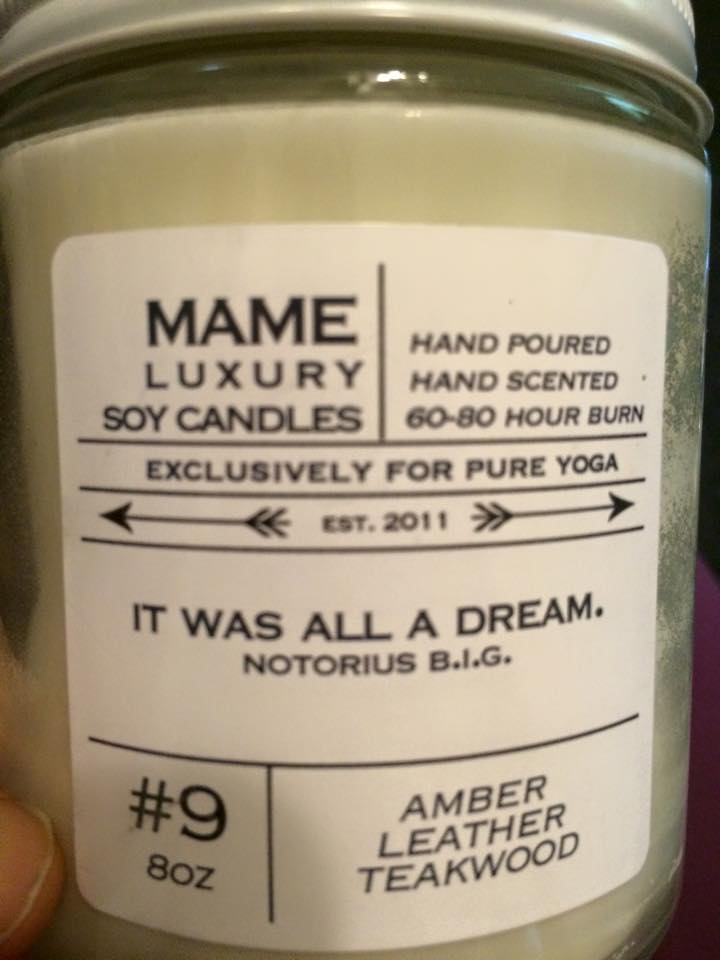 MAME
LUXURY
SOY CANDLES
HAND POURED
HAND SCENTED
60-80 HOUR BURN
EXCLUSIVELY FOR PURE YOGA
EST. 2011
IT WAS ALL A DREAM.
NOTORIUS B.I.G.
#9
8OZ
AMBER
LEATHER
TEAKWOOD